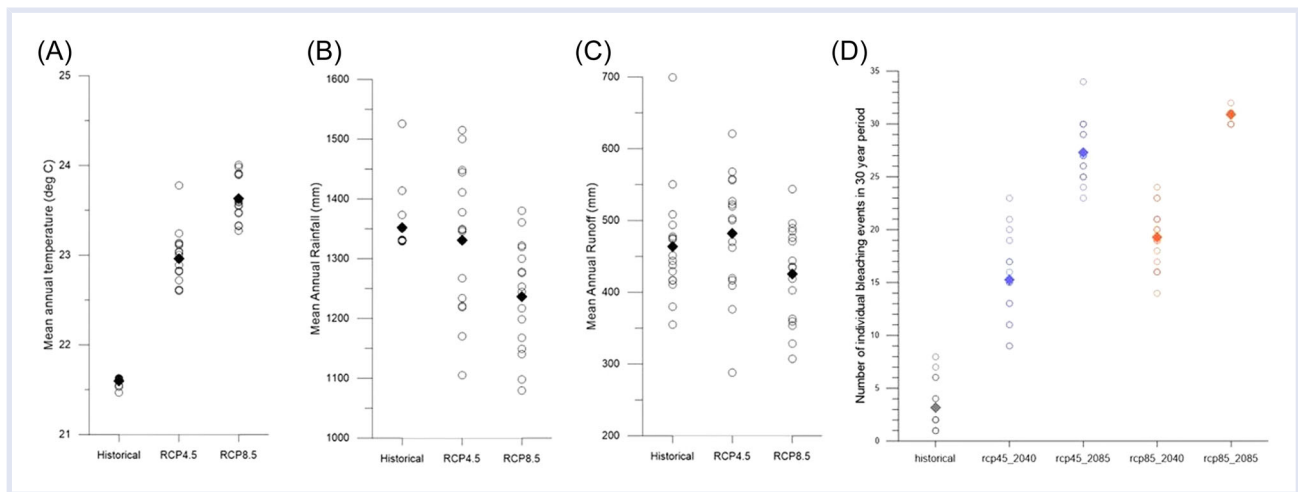 (A)
Mean annual temperature (deg C)
25
24
23
22
21
Historical RCP4.5 RCP8.5
(B)
Mean Annual Rainfall (mm)
1600
1500
1400
1300
1200
1100
1000
Historical RCP4.5 RCP8.5
(C)
Mean Annual Runoff (mm)
700
600
500
400
300
200
Historical RCP4.5 RCP8.5
(D)
Number of individual bleaching events in 30 year period
35
30
25
20
15
10
5
0
historical rcp45_2040 rcp45_2085 rcp85_2040 rcp85_2085